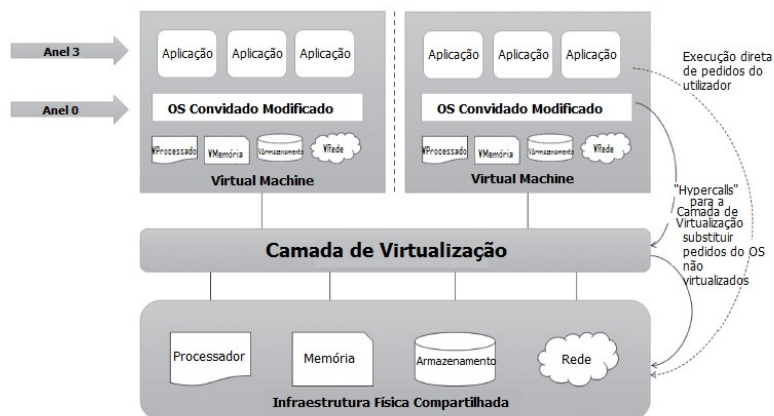 Anel 3
Aplicação Aplicação Aplicação
Aplicação Aplicação Aplicação
Execução direta
de pedidos do
utilizador
Anel 0
OS Convidado Modificado
OS Convidado Modificado
VProcessado VMemória VArmazenamento VRede
VProcessado VMemória VArmazenamento VRede
Virtual Machine
Virtual Machine
"Hypercalls"
para a
Camada de
Virtualização
substituir
pedidos do OS
não
virtualizados
Camada de Virtualização
Processador
Memória
Armazenamento
Rede
Infraestrutura Física Compartilhada